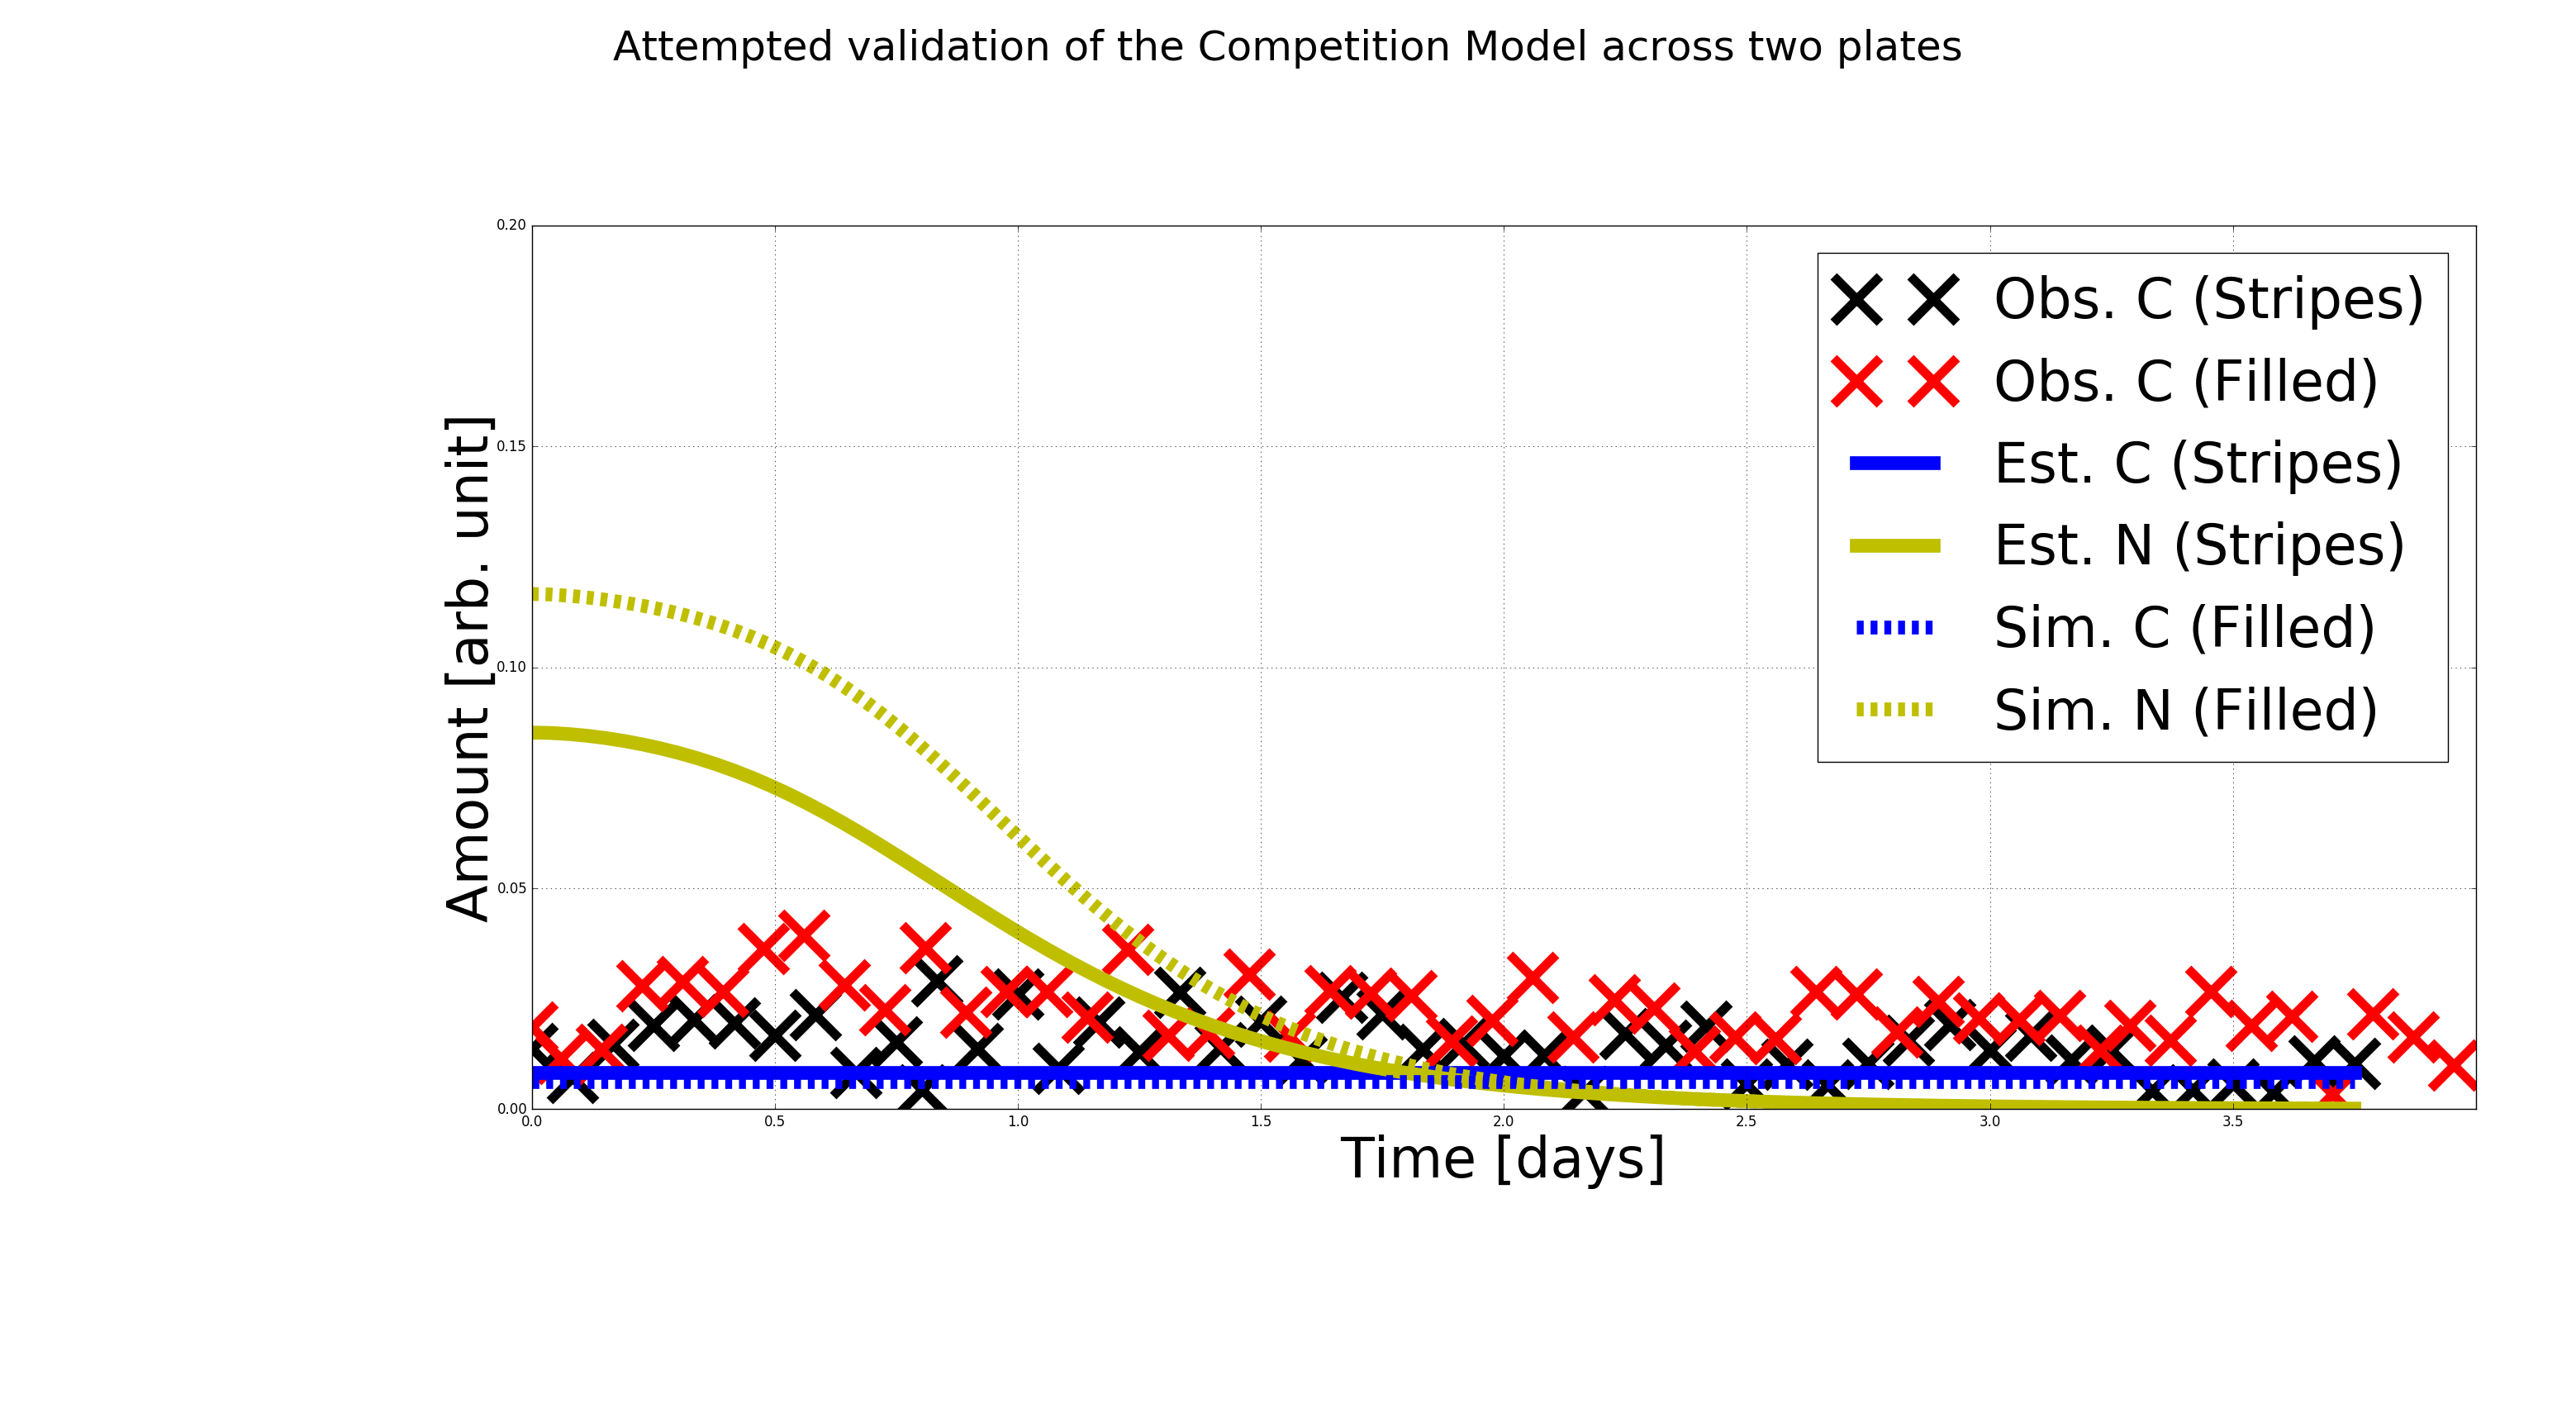 Attempted validation of the Competition Model across two plates
0.20
0.15
0.10
0.05
0.00
Amount [arb. unit]
Obs. C (Stripes)
Obs. C (Filled)
Est. C (Stripes)
Est. N (Stripes)
Sim. C (Filled)
Sim. N (Filled)
0.0 0.5 1.0 1.5 2.0 2.5 3.0 3.5
Time [days]